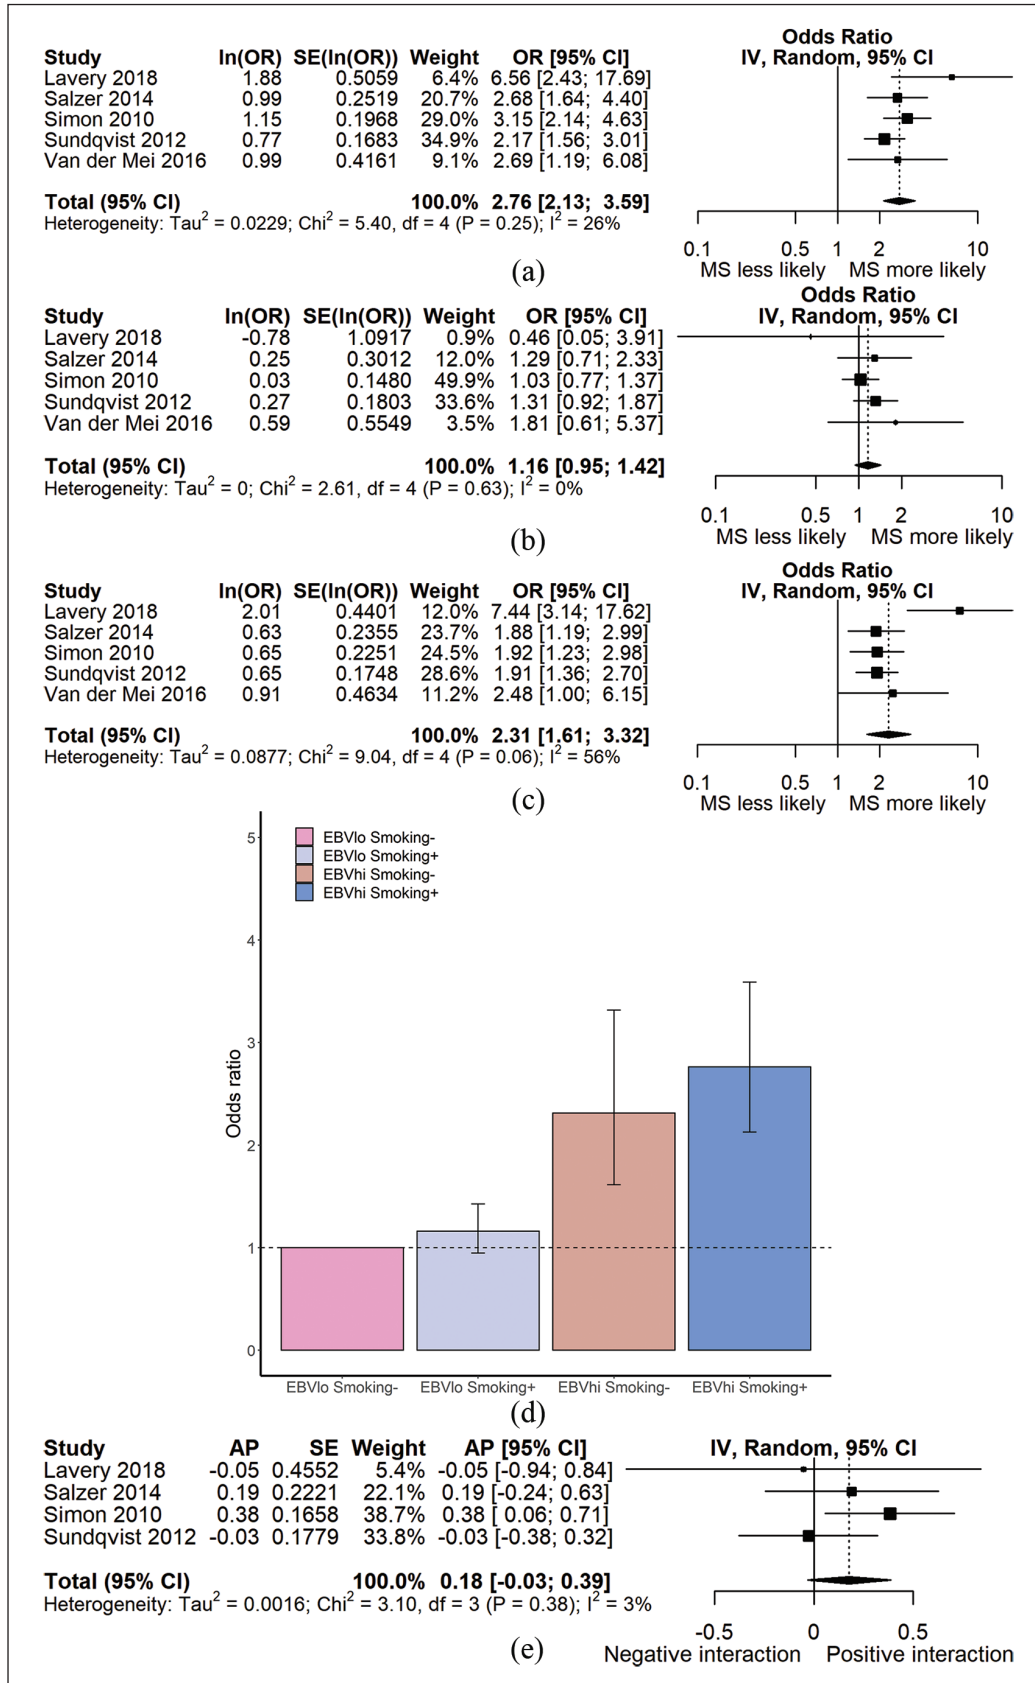 Odds Ratio
Study ln(OR) SE(ln(OR)) Weight OR [95% CI] IV, Random, 95% CI
Lavery 2018 1.88 0.5059 6.4% 6.56 [2.43; 17.69]
Salzer 2014 0.99 0.2519 20.7% 2.68 [1.64; 4.40]
Simon 2010 1.15 0.1968 29.0% 3.15 [2.14; 4.63]
Sundqvist 2012 0.77 0.1683 34.9% 2.17 [1.56; 3.01]
Van der Mei 2016 0.99 0.4161 9.1% 2.69 [1.19; 6.08]
Total (95% CI) 100.0% 2.76 [2.13; 3.59]
Heterogeneity: Tau² = 0.0229; Chi² = 5.40, df = 4 (P = 0.25); I² = 26%
0.1 0.5 1 2 10
MS less likely MS more likely
(a)
Odds Ratio
Study ln(OR) SE(ln(OR)) Weight OR [95% CI] IV, Random, 95% CI
Lavery 2018 -0.78 1.0917 0.9% 0.46 [0.05; 3.91]
Salzer 2014 0.25 0.3012 12.0% 1.29 [0.71; 2.33]
Simon 2010 0.03 0.1480 49.9% 1.03 [0.77; 1.37]
Sundqvist 2012 0.27 0.1803 33.6% 1.31 [0.92; 1.87]
Van der Mei 2016 0.59 0.5549 3.5% 1.81 [0.61; 5.37]
Total (95% CI) 100.0% 1.16 [0.95; 1.42]
Heterogeneity: Tau² = 0; Chi² = 2.61, df = 4 (P = 0.63); I² = 0%
0.1 0.5 1 2 10
MS less likely MS more likely
(b)
Odds Ratio
Study ln(OR) SE(ln(OR)) Weight OR [95% CI] IV, Random, 95% CI
Lavery 2018 2.01 0.4401 12.0% 7.44 [3.14; 17.62]
Salzer 2014 0.63 0.2355 23.7% 1.88 [1.19; 2.99]
Simon 2010 0.65 0.2251 24.5% 1.92 [1.23; 2.98]
Sundqvist 2012 0.65 0.1748 28.6% 1.91 [1.36; 2.70]
Van der Mei 2016 0.91 0.4634 11.2% 2.48 [1.00; 6.15]
Total (95% CI) 100.0% 2.31 [1.61; 3.32]
Heterogeneity: Tau² = 0.0877; Chi² = 9.04, df = 4 (P = 0.06); I² = 56%
0.1 0.5 1 2 10
MS less likely MS more likely
(c)
EBVlo Smoking-
EBVlo Smoking+
EBVhi Smoking-
EBVhi Smoking+
5
4
3
2
1
0
Odds ratio
EBVlo Smoking- EBVlo Smoking+ EBVhi Smoking- EBVhi Smoking+
(d)
Study AP SE Weight AP [95% CI] IV, Random, 95% CI
Lavery 2018 -0.05 0.4552 5.4% -0.05 [-0.94; 0.84]
Salzer 2014 0.19 0.2221 22.1% 0.19 [-0.24; 0.63]
Simon 2010 0.38 0.1658 38.7% 0.38 [ 0.06; 0.71]
Sundqvist 2012 -0.03 0.1779 33.8% -0.03 [-0.38; 0.32]
Total (95% CI) 100.0% 0.18 [-0.03; 0.39]
Heterogeneity: Tau² = 0.0016; Chi² = 3.10, df = 3 (P = 0.38); I² = 3%
-0.5 0 0.5
Negative interaction Positive interaction
(e)